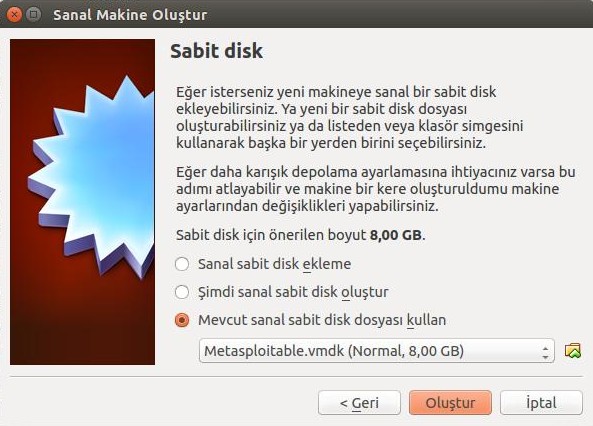 Sanal Makine Oluştur
Sabit disk
Eğer isterseniz yeni makineye sanal bir sabit disk
ekleyebilirsiniz. Ya yeni bir sabit disk dosyası
oluşturabilirsiniz ya da listeden veya klasör simgesini
kullanarak başka bir yerden birini seçebilirsiniz.
Eğer daha karışık depolama ayarlamasına ihtiyacınız varsa bu
adımı atlayabilir ve makine bir kere oluşturuldumu makine
ayarlarından değişiklikleri yapabilirsiniz.
Sabit disk için önerilen boyut 8,00 GB.
Sanal sabit disk ekleme
Şimdi sanal sabit disk oluştur
Mevcut sanal sabit disk dosyası kullan
Metasploitable.vmdk (Normal, 8,00 GB)
< Geri
Oluştur
İptal